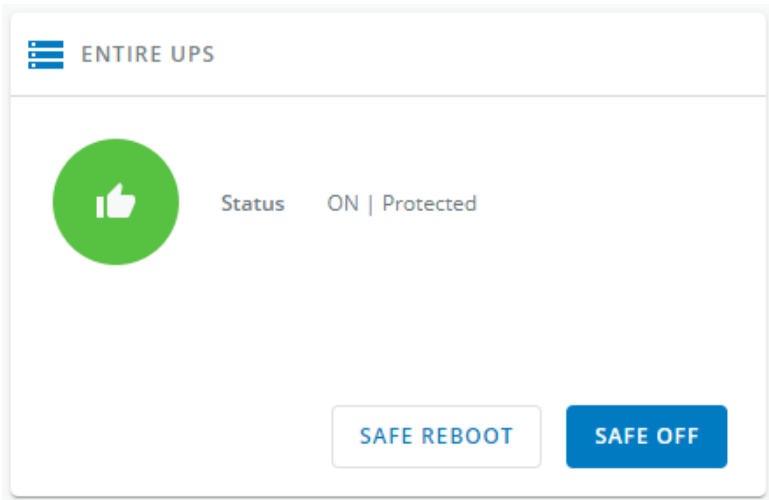 ENTIRE UPS
Status ON | Protected
SAFE REBOOT SAFE OFF